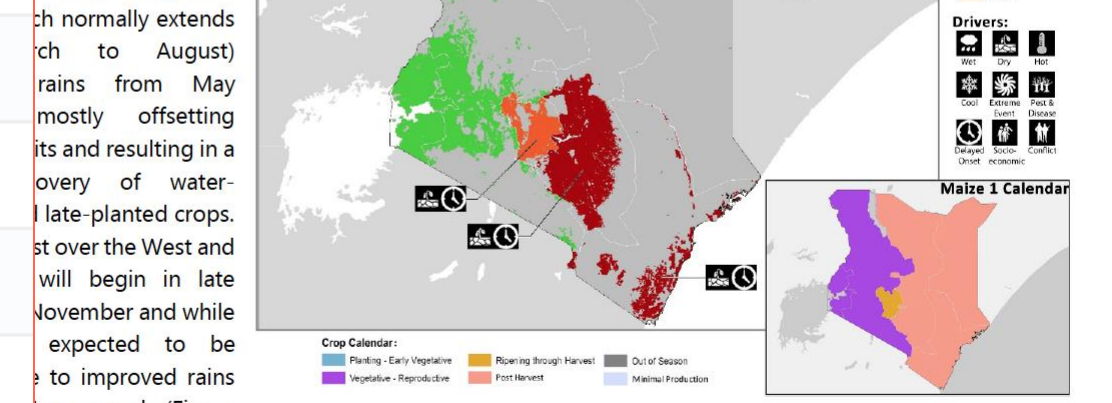 ch normally extends
rch to August)
rains from May
mostly offsetting
its and resulting in a
overy of water-
l late-planted crops.
st over the West and
will begin in late
November and while
expected to be
e to improved rains
Drivers:
Wet Dry Hot
Cool Extreme Event Pest & Disease
Delayed Onset Socio-economic Conflict
Maize 1 Calendar
Crop Calendar:
Planting - Early Vegetative Ripening through Harvest Out of Season
Vegetative - Reproductive Post Harvest Minimal Production